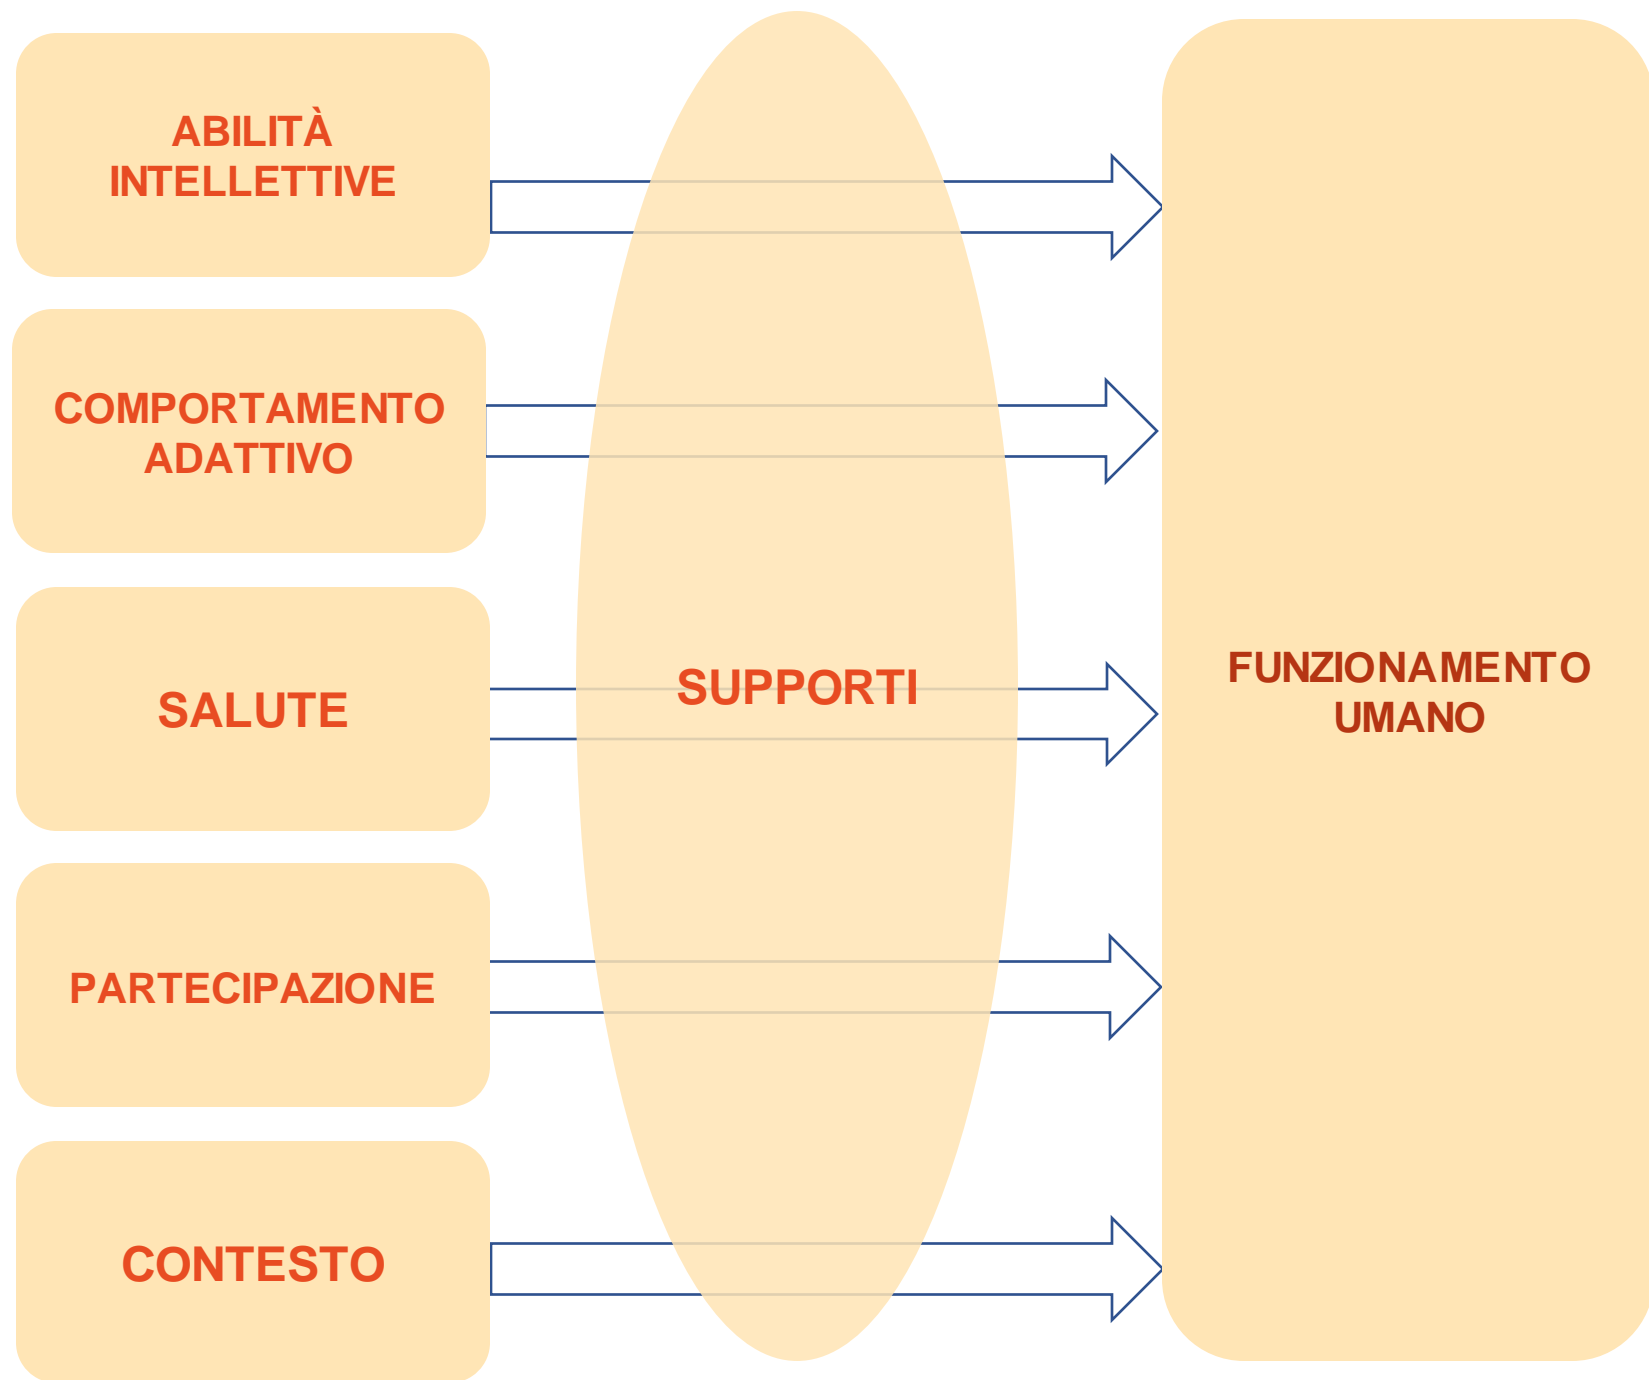 ABILITÀ
INTELLETTIVE
COMPORTAMENTO
ADATTIVO
SALUTE
PARTECIPAZIONE
CONTESTO
SUPPORTI
FUNZIONAMENTO
UMANO